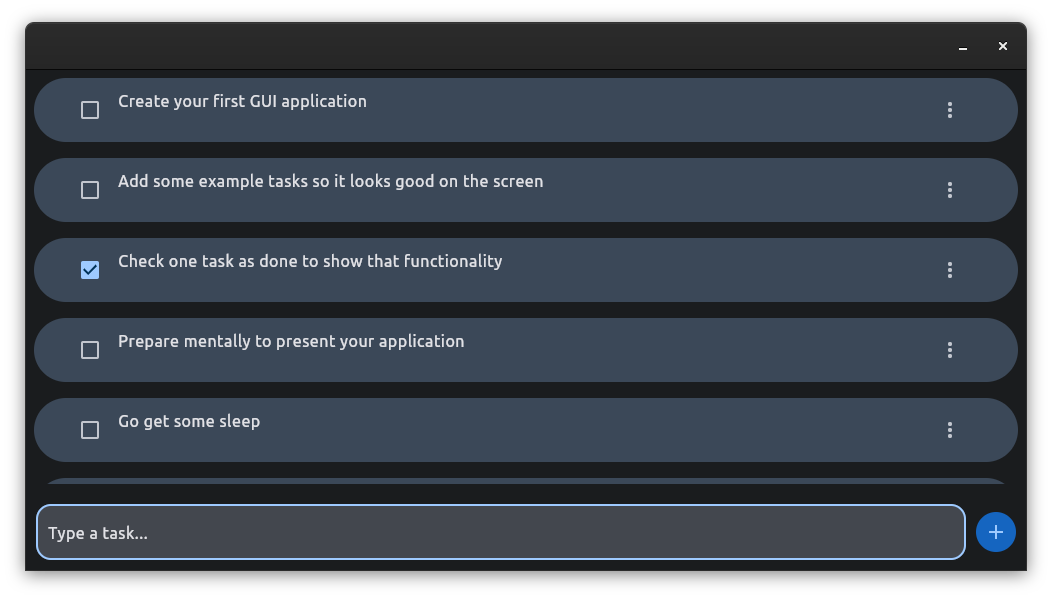 Create your first GUI application
Add some example tasks so it looks good on the screen
Check one task as done to show that functionality
Prepare mentally to present your application
Go get some sleep
Type a task...